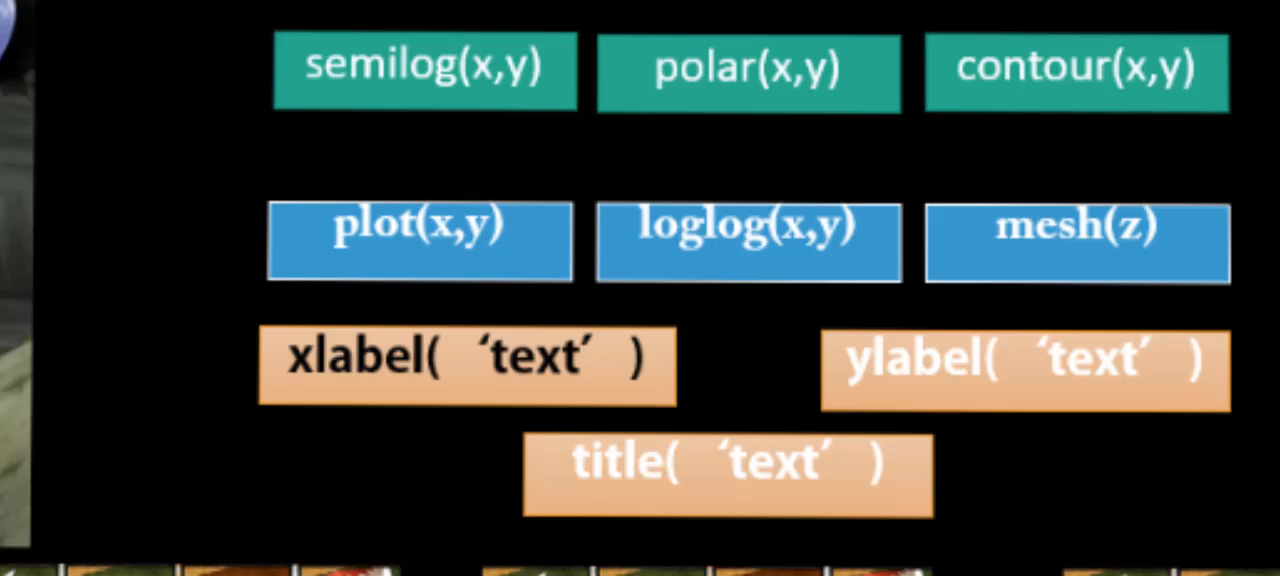 semilog(x,y) polar(x,y) contour(x,y)
plot(x,y) loglog(x,y) mesh(z)
xlabel( ‘text’ ) ylabel( ‘text’ )
title( ‘text’ )